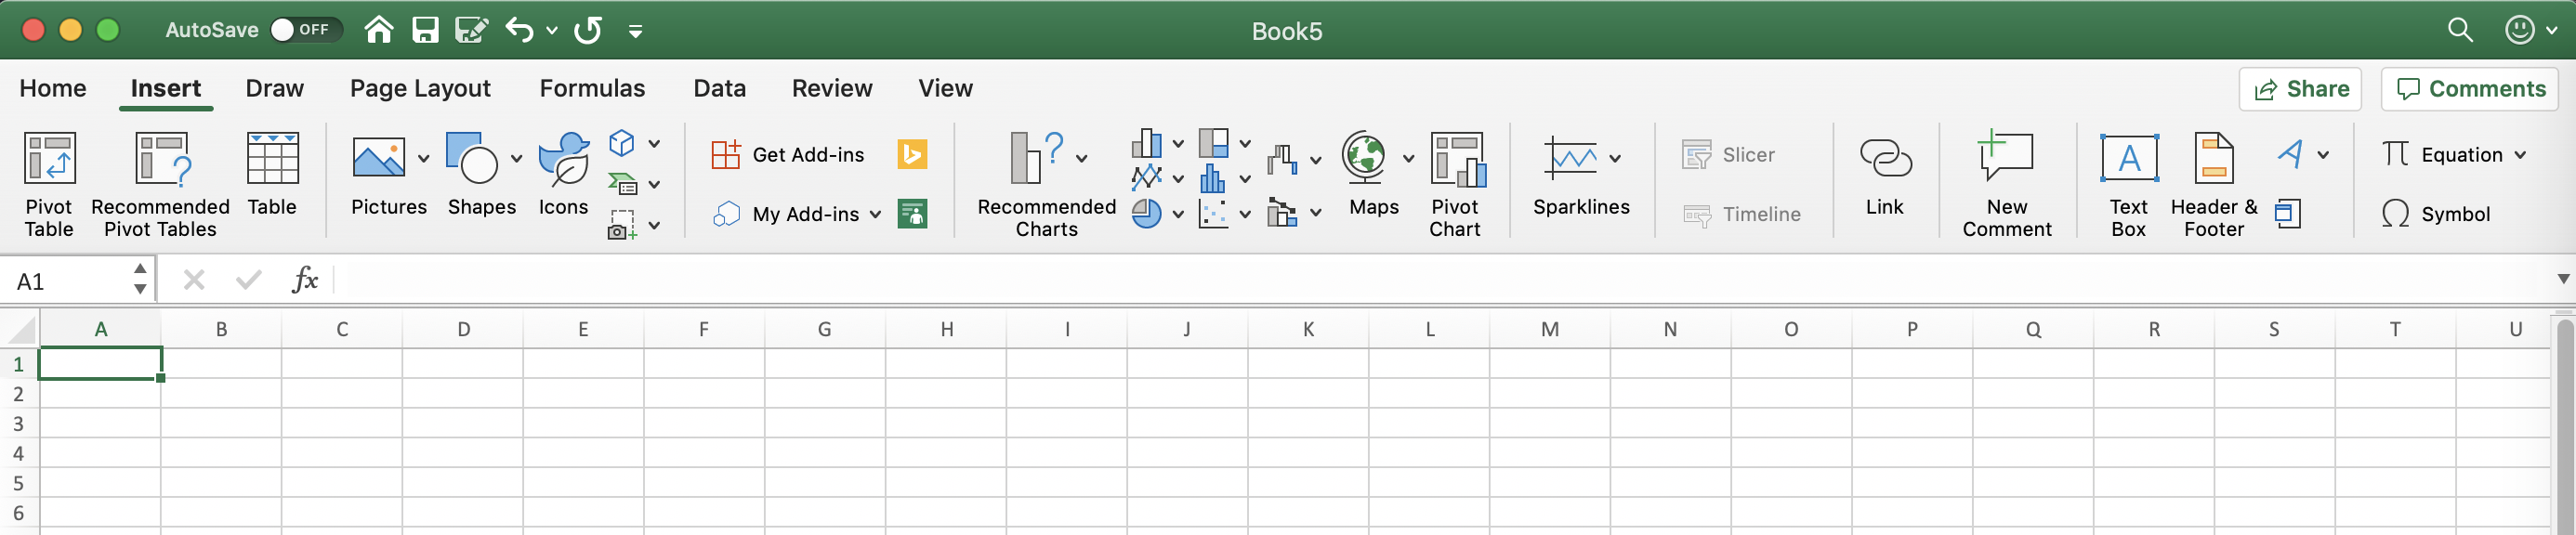 AutoSave OFF
Book5
Home Insert Draw Page Layout Formulas Data Review View
Share Comments
Pivot Table
Recommended Pivot Tables
Table
Pictures
Shapes
Icons
Get Add-ins
My Add-ins
Recommended Charts
Maps
Pivot Chart
Sparklines
Slicer
Timeline
Link
New Comment
A
Text Box
Header & Footer
A
π Equation
Ω Symbol
A1 fx
A B C D E F G H I J K L M N O P Q R S T U
1
2
3
4
5
6